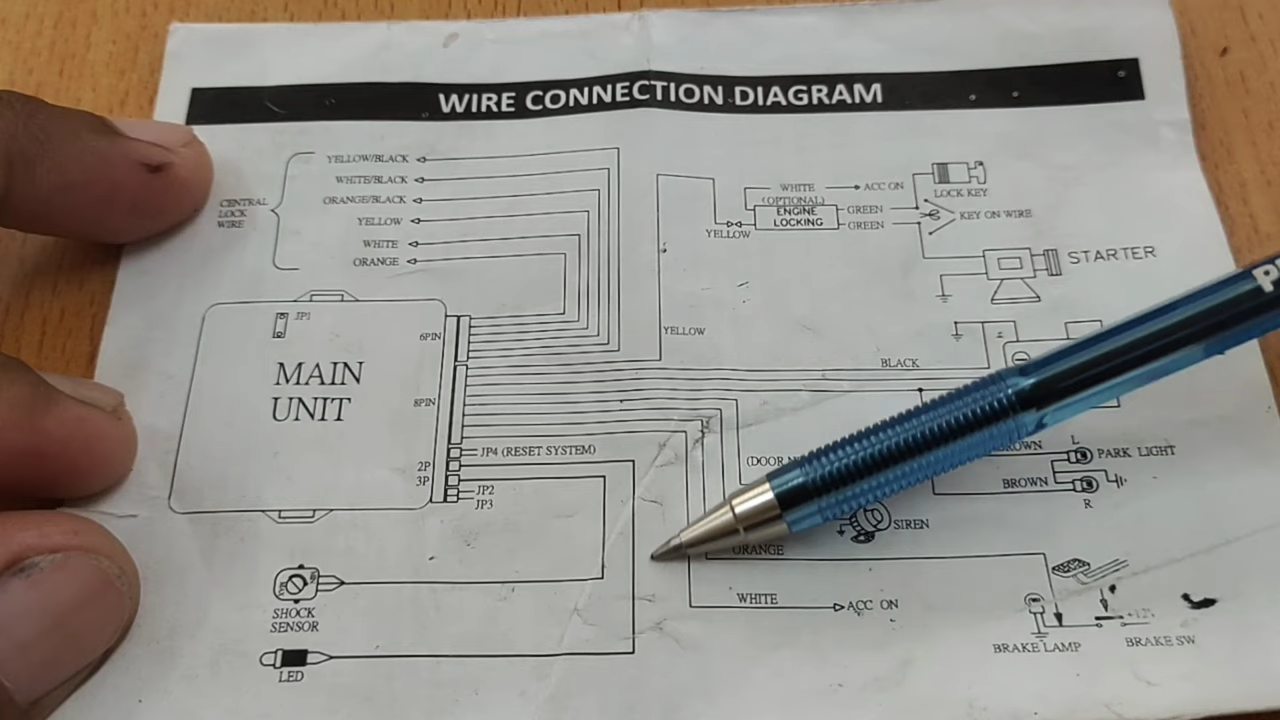 WIRE CONNECTION DIAGRAM
YELLOW/BLACK
WHITE/BLACK
ORANGE/BLACK
YELLOW
WHITE
ORANGE
CENTRAL
LOCK
WIRE
WHITE
(OPTIONAL)
ACC ON
ENGINE
LOCKING
GREEN
GREEN
YELLOW
LOCK KEY
KEY ON WIRE
STARTER
JP1
6PIN
MAIN
UNIT
8PIN
YELLOW
BLACK
JP4 (RESET SYSTEM)
2P
3P
JP2
JP3
(DOOR
L
PARK LIGHT
BROWN
R
SIREN
ORANGE
WHITE
ACC ON
SHOCK
SENSOR
LED
BRAKE LAMP
BRAKE SW